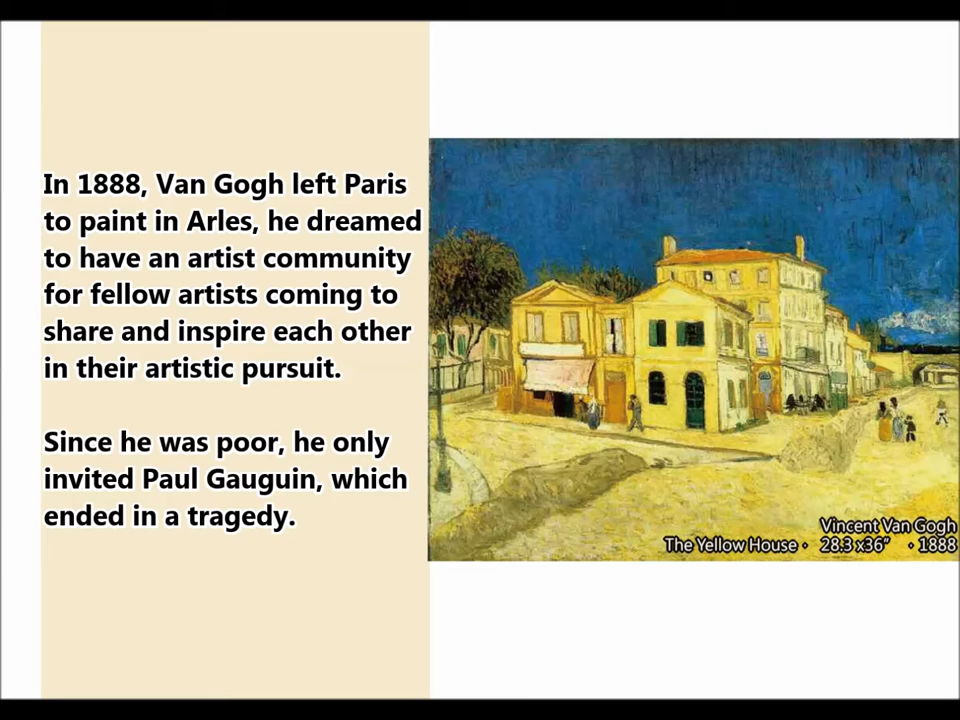 In 1888, Van Gogh left Paris
to paint in Arles, he dreamed
to have an artist community
for fellow artists coming to
share and inspire each other
in their artistic pursuit.
Since he was poor, he only
invited Paul Gauguin, which
ended in a tragedy.
Vincent Van Gogh
The Yellow House · 28.3 x36” · 1888